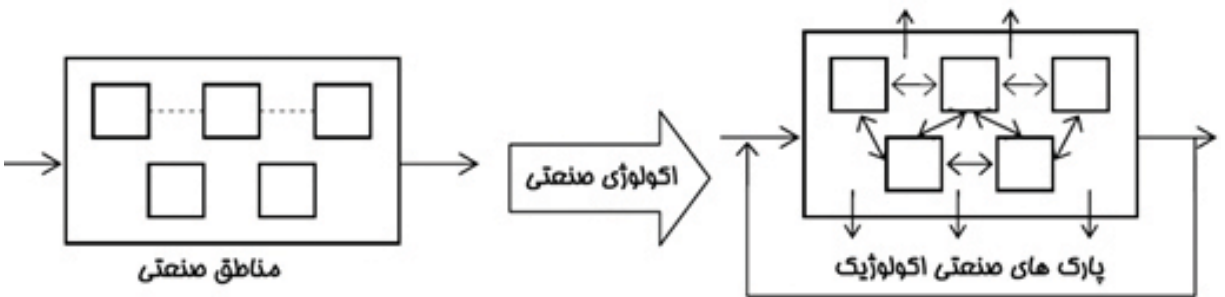 مناطق صنعتی
اکولوژی صنعتی
پارک های صنعتی اکولوژیک